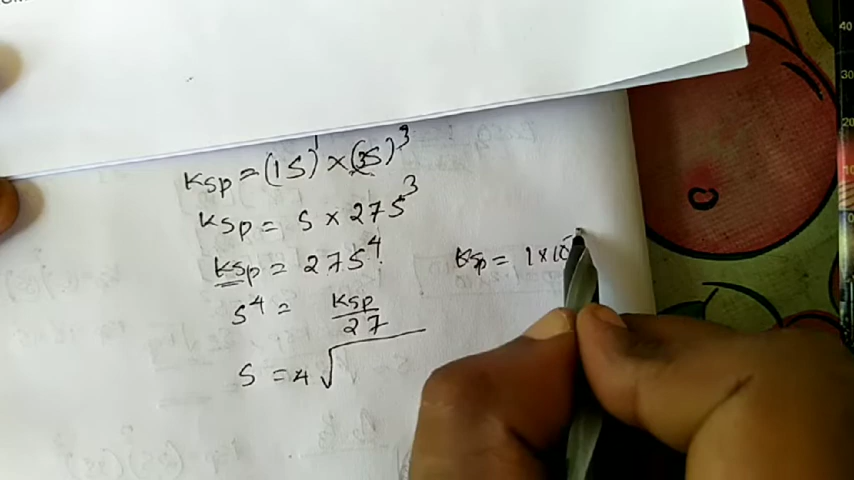 Ksp = (1S)¹ × (3S)³
Ksp = S × 27S³
Ksp = 27S⁴
Ksp = 1 × 10⁻
S⁴ = Ksp/27
S = 4√